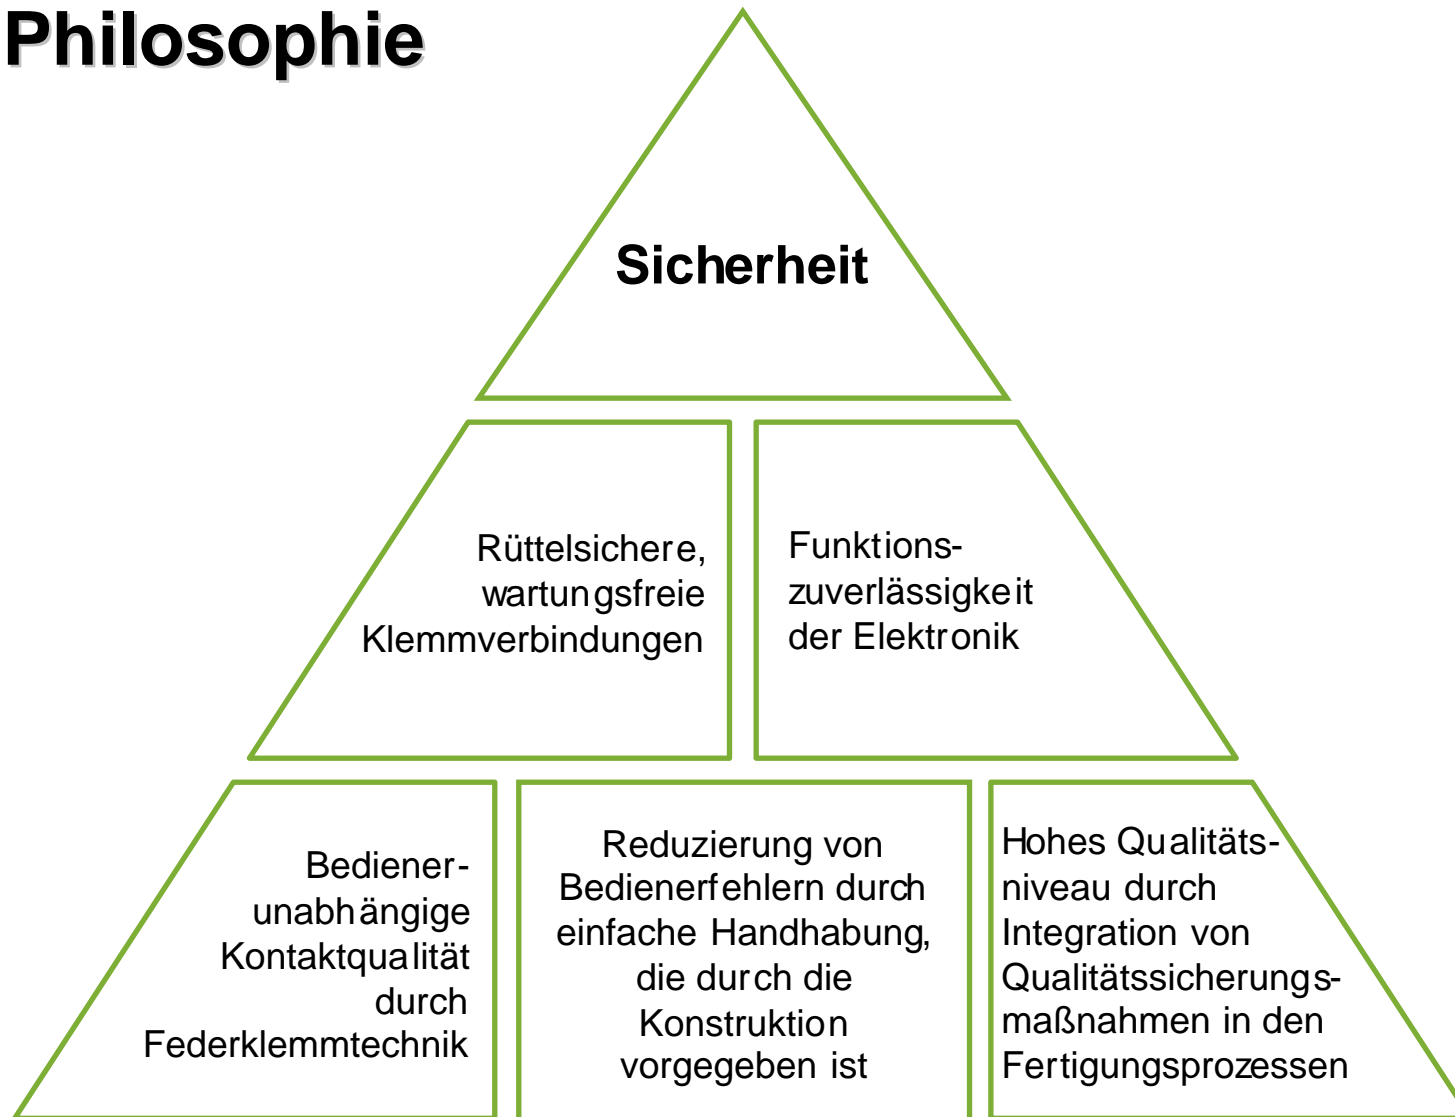 Philosophie
Sicherheit
Rüttelsichere,
wartungsfreie
Klemmverbindungen
Funktions-
zuverlässigkeit
der Elektronik
Bediener-
unabhängige
Kontaktqualität
durch
Federklemmtechnik
Reduzierung von
Bedienerfehlern durch
einfache Handhabung,
die durch die
Konstruktion
vorgegeben ist
Hohes Qualitäts-
niveau durch
Integration von
Qualitätssicherungs-
maßnahmen in den
Fertigungsprozessen